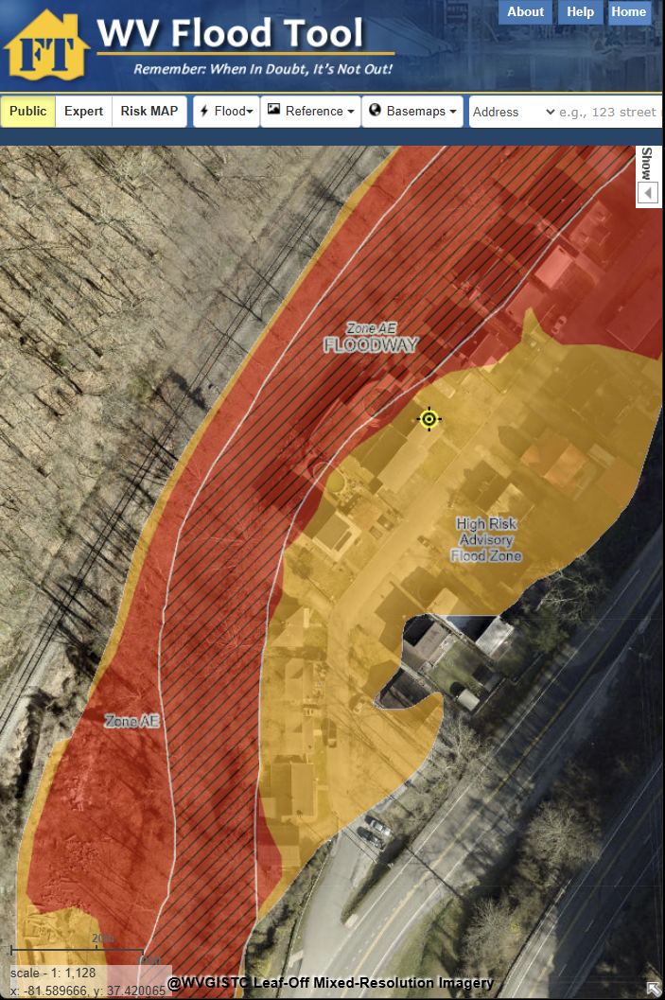 About Help Home
FT
WV Flood Tool
Remember: When In Doubt, It's Not Out!
Public Expert Risk MAP Flood Reference Basemaps Address e.g., 123 street
Show
Zone AE
FLOODWAY
High Risk
Advisory
Flood Zone
Zone AE
scale - 1: 1,128
x: -81.589666, y: 37.420065
@WVGISTC Leaf-Off Mixed-Resolution Imagery